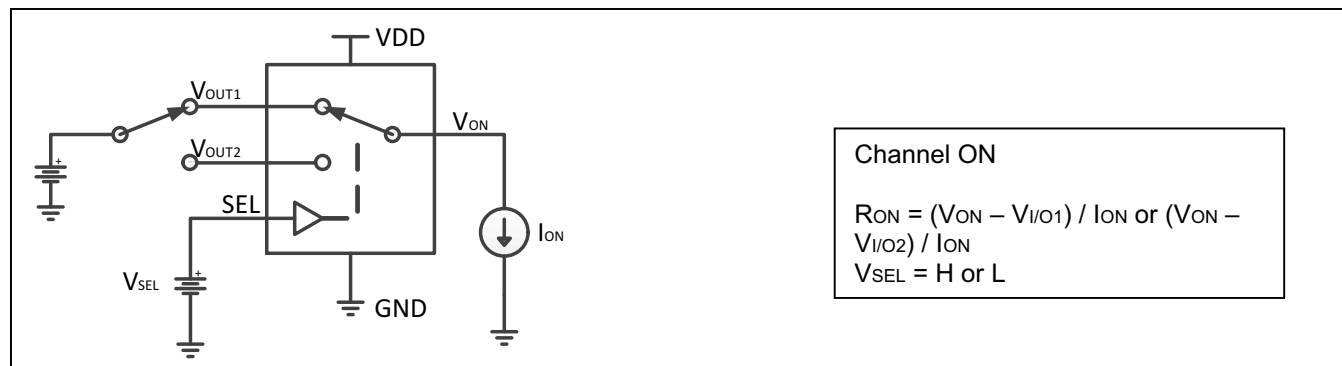 VDD
VOUT1
VON
VOUT2
SEL
ION
VSEL
GND
+
+
Channel ON
RON = (VON – VI/O1) / ION or (VON –
VI/O2) / ION
VSEL = H or L